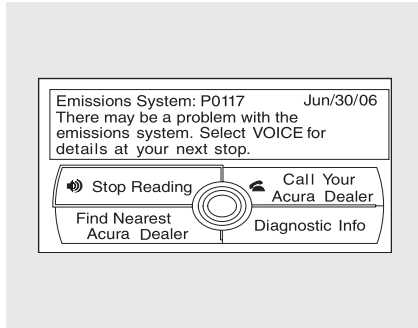 Emissions System: P0117 Jun/30/06
There may be a problem with the
emissions system. Select VOICE for
details at your next stop.
Stop Reading
Call Your
Acura Dealer
Find Nearest
Acura Dealer
Diagnostic Info